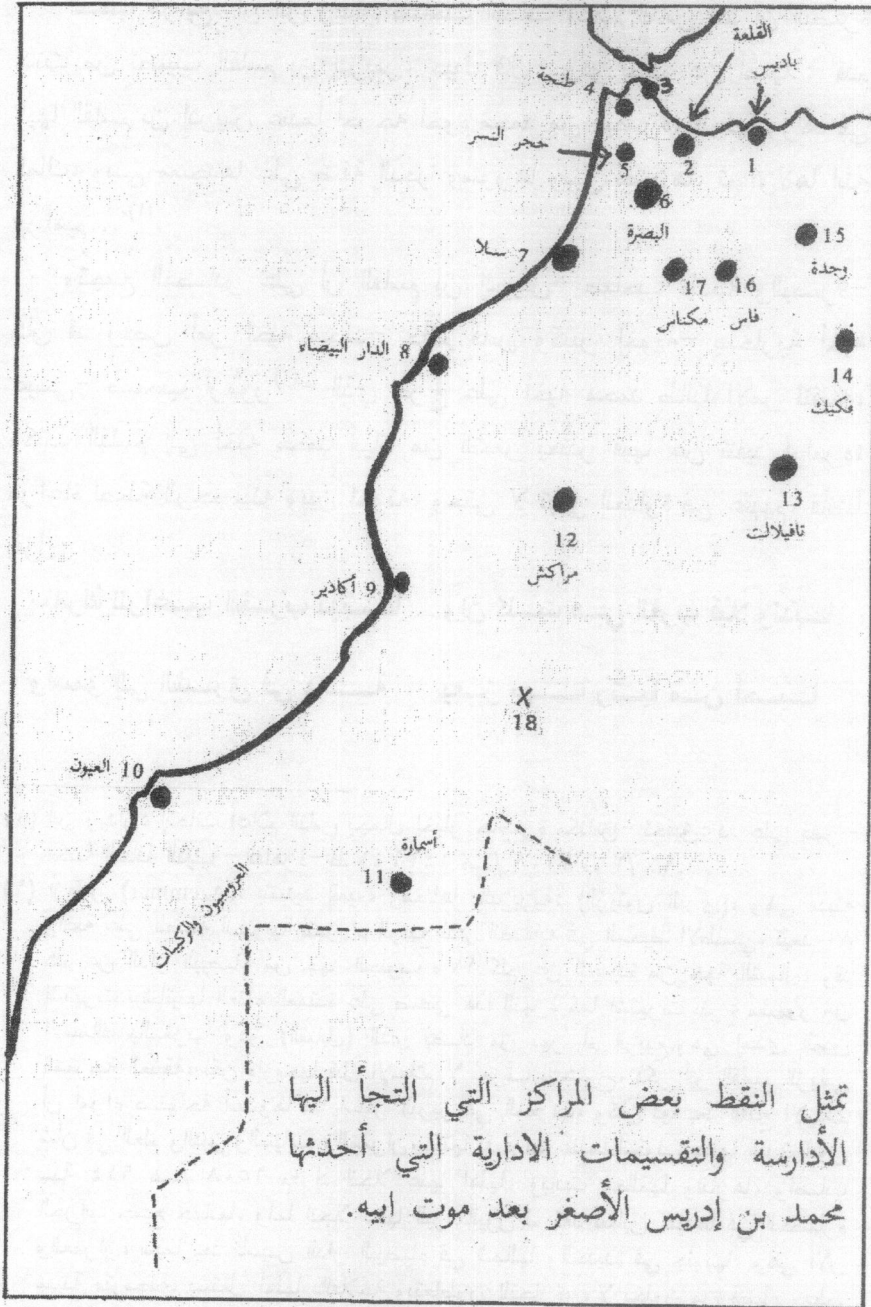 القلعة
باديس
3
4 طنجة
حجر النسر
5
2
1
6
البصرة
15
وجدة
7 سلا
17
مكناس
16
فاس
8 الدار البيضاء
14
فكيك
13
تافيلالت
12
مراكش
9 أكادير
X
18
10 العيون
أسمارة
11
تمثل النقط بعض المراكز التي التجأ اليها
الأدارسة والتقسيمات الادارية التي أحدثها
محمد بن إدريس الأصغر بعد موت ابيه.